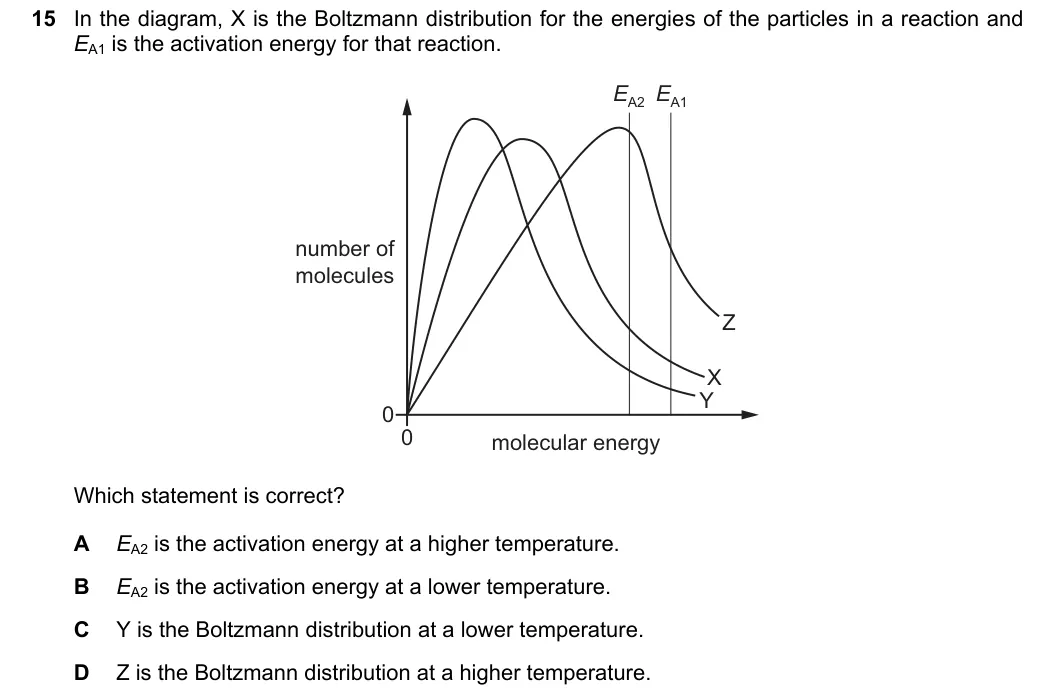 15 In the diagram, X is the Boltzmann distribution for the energies of the particles in a reaction and
EA1 is the activation energy for that reaction.
EA2 EA1
number of
molecules
Z
X
Y
0
0
molecular energy
Which statement is correct?
A EA2 is the activation energy at a higher temperature.
B EA2 is the activation energy at a lower temperature.
C Y is the Boltzmann distribution at a lower temperature.
D Z is the Boltzmann distribution at a higher temperature.